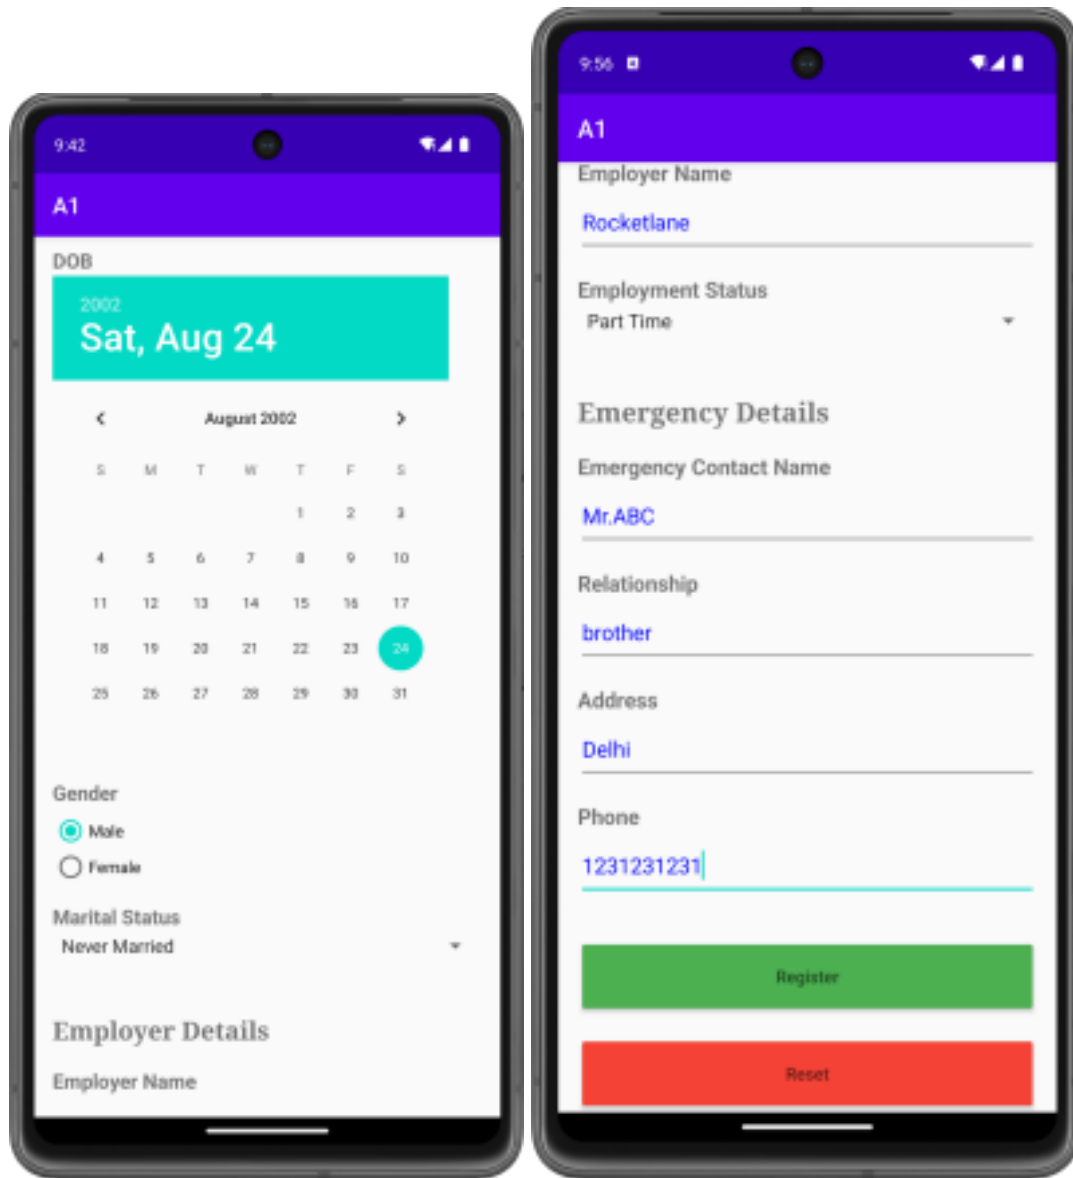 9:42
A1
DOB
2002
Sat, Aug 24
August 2002
S M T W T F S
1 2 3
4 5 6 7 8 9 10
11 12 13 14 15 16 17
18 19 20 21 22 23 24
25 26 27 28 29 30 31
Gender
Male
Female
Marital Status
Never Married
Employer Details
Employer Name
9:56
A1
Employer Name
Rocketlane
Employment Status
Part Time
Emergency Details
Emergency Contact Name
Mr.ABC
Relationship
brother
Address
Delhi
Phone
1231231231
Register
Reset